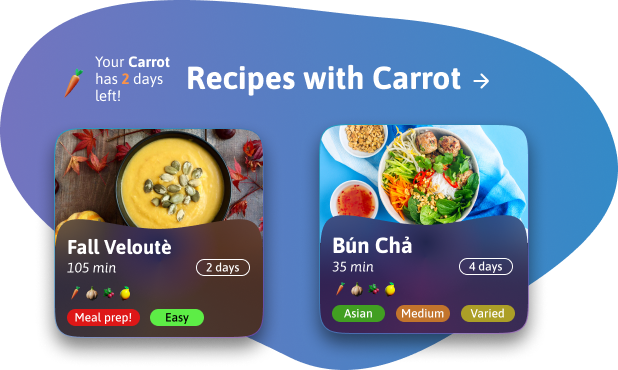 Your Carrot
has 2 days
left!
Recipes with Carrot →
Fall Veloutè
105 min
2 days
Meal prep!
Easy
Bún Chả
35 min
4 days
Asian
Medium
Varied